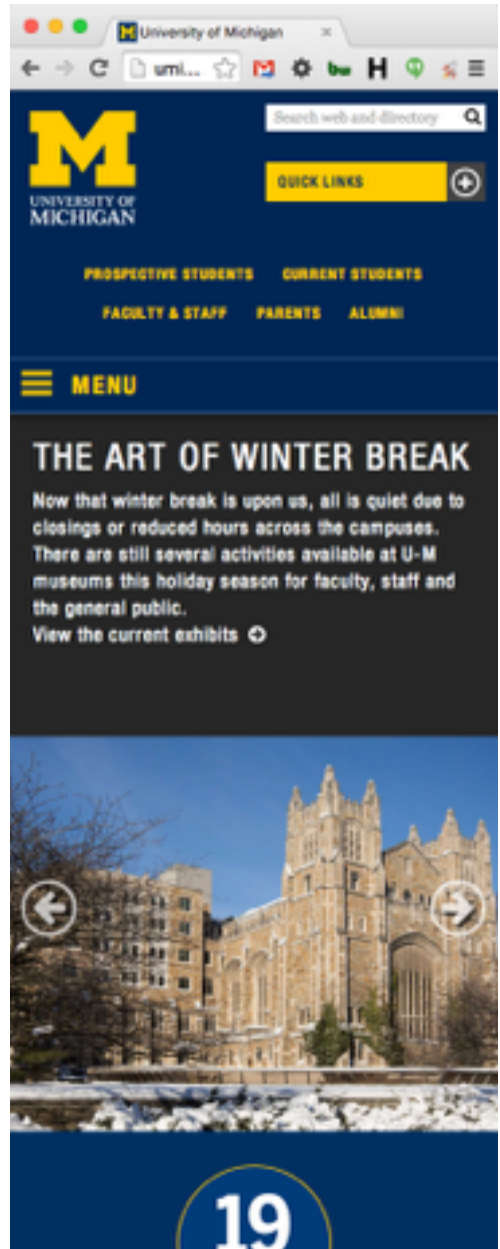 University of Michigan
umi...
Search web and directory
M
UNIVERSITY OF
MICHIGAN
QUICK LINKS
PROSPECTIVE STUDENTS CURRENT STUDENTS
FACULTY & STAFF PARENTS ALUMNI
MENU
THE ART OF WINTER BREAK
Now that winter break is upon us, all is quiet due to
closings or reduced hours across the campuses.
There are still several activities available at U-M
museums this holiday season for faculty, staff and
the general public.
View the current exhibits
19